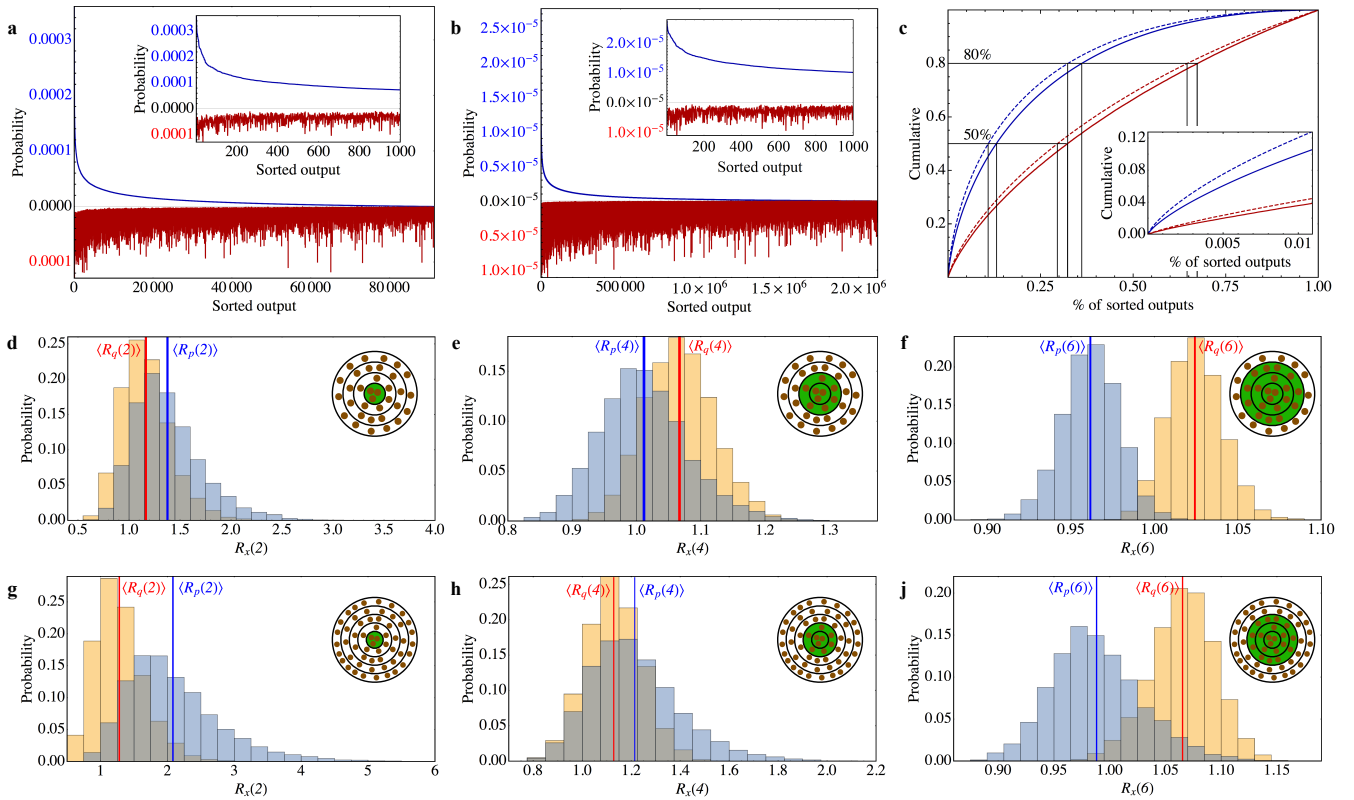 a
Probability
0.0003
0.0002
0.0001
0.0000
0.0001
0
20 000
40 000
60 000
80 000
Sorted output
Probability
0.0003
0.0002
0.0001
0.0000
0.0001
200
400
600
800
1000
Sorted output
b
Probability
2.5×10⁻⁵
2.0×10⁻⁵
1.5×10⁻⁵
1.0×10⁻⁵
0.5×10⁻⁵
0.0×10⁻⁵
0.5×10⁻⁵
1.0×10⁻⁵
0
500 000
1.0×10⁶
1.5×10⁶
2.0×10⁶
Sorted output
Probability
2.0×10⁻⁵
1.0×10⁻⁵
0.0×10⁻⁵
1.0×10⁻⁵
200
400
600
800
1000
Sorted output
c
Cumulative
0.8
0.6
0.4
0.2
80%
50%
0.25
0.50
0.75
1.00
% of sorted outputs
Cumulative
0.12
0.08
0.04
0.00
0.005
0.01
% of sorted outputs
d
Probability
0.25
0.20
0.15
0.10
0.05
0.00
⟨R_q(2)⟩
⟨R_p(2)⟩
0.5
1.0
1.5
2.0
2.5
3.0
3.5
4.0
R_x(2)
e
Probability
0.15
0.10
0.05
0.00
⟨R_p(4)⟩
⟨R_q(4)⟩
0.8
0.9
1.0
1.1
1.2
1.3
R_x(4)
f
Probability
0.20
0.15
0.10
0.05
0.00
⟨R_p(6)⟩
⟨R_q(6)⟩
0.90
0.96
1.00
1.05
1.10
R_x(6)
g
Probability
0.25
0.20
0.15
0.10
0.05
0.00
⟨R_q(2)⟩
⟨R_p(2)⟩
1
2
3
4
5
6
R_x(2)
h
Probability
0.25
0.20
0.15
0.10
0.05
0.00
⟨R_q(4)⟩
⟨R_p(4)⟩
0.8
1.0
1.2
1.4
1.6
1.8
2.0
2.2
R_x(4)
j
Probability
0.20
0.15
0.10
0.05
0.00
⟨R_p(6)⟩
⟨R_q(6)⟩
0.90
0.95
1.00
1.05
1.10
1.15
R_x(6)